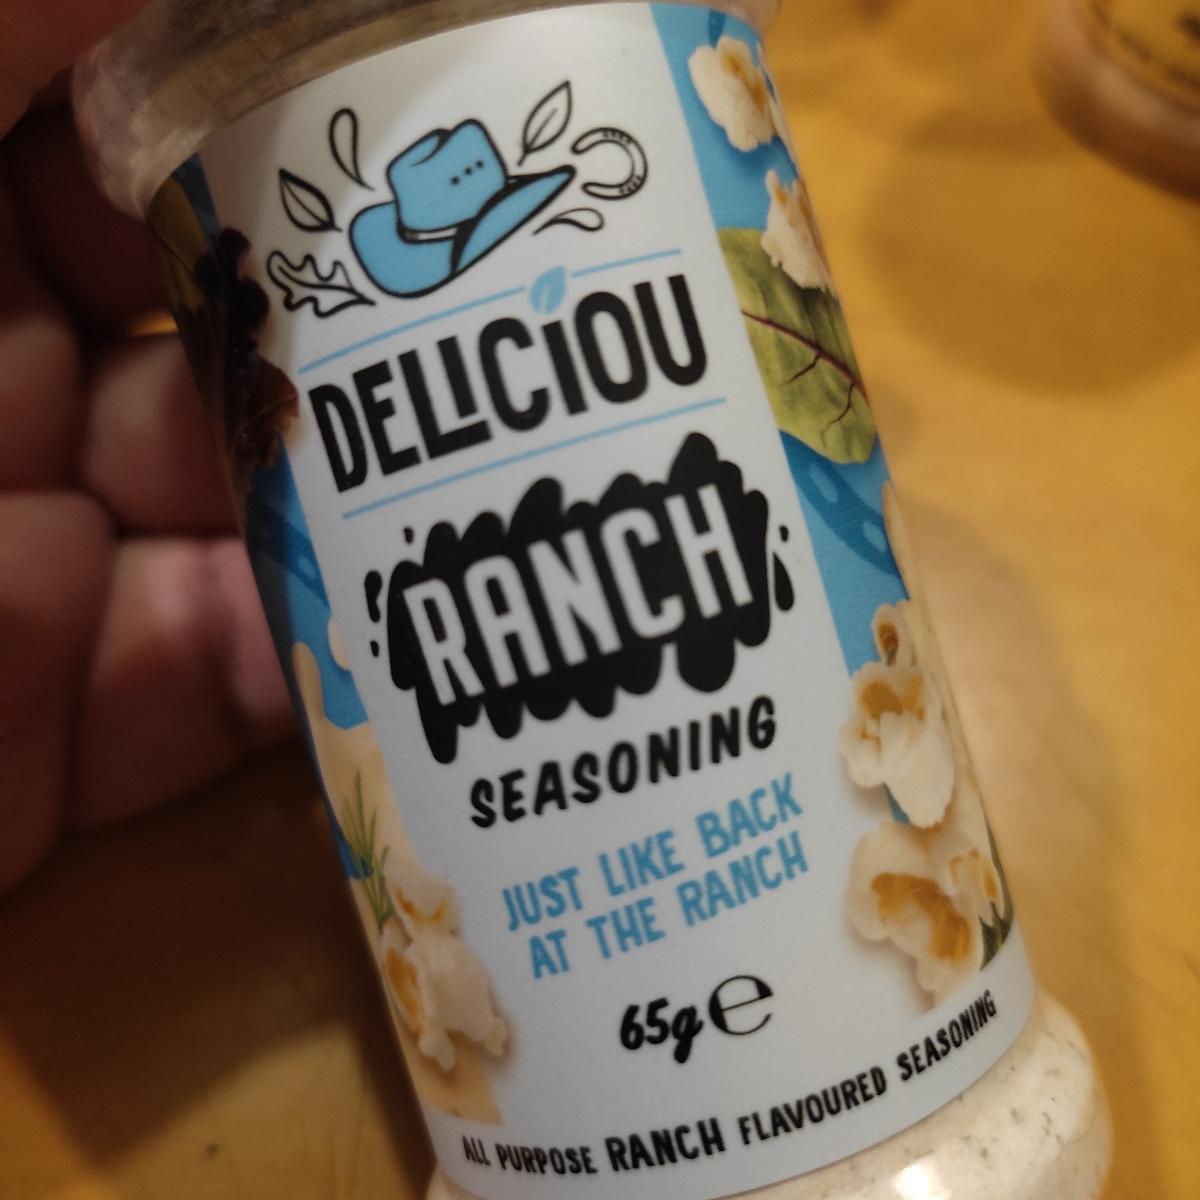 DELiCiOU
RANCH
SEASONING
JUST LIKE BACK
AT THE RANCH
65g e
ALL PURPOSE RANCH FLAVOURED SEASONING